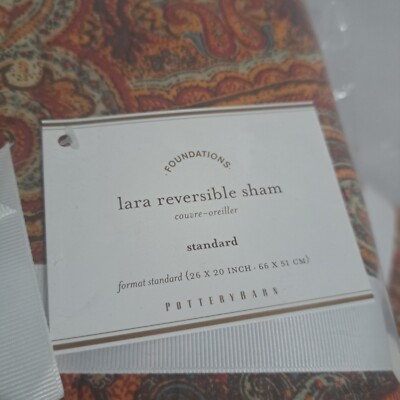 ·FOUNDATIONS·
lara reversible sham
couvre-oreiller
standard
format standard (26 X 20 INCH · 66 X 51 CM)
POTTERYBARN